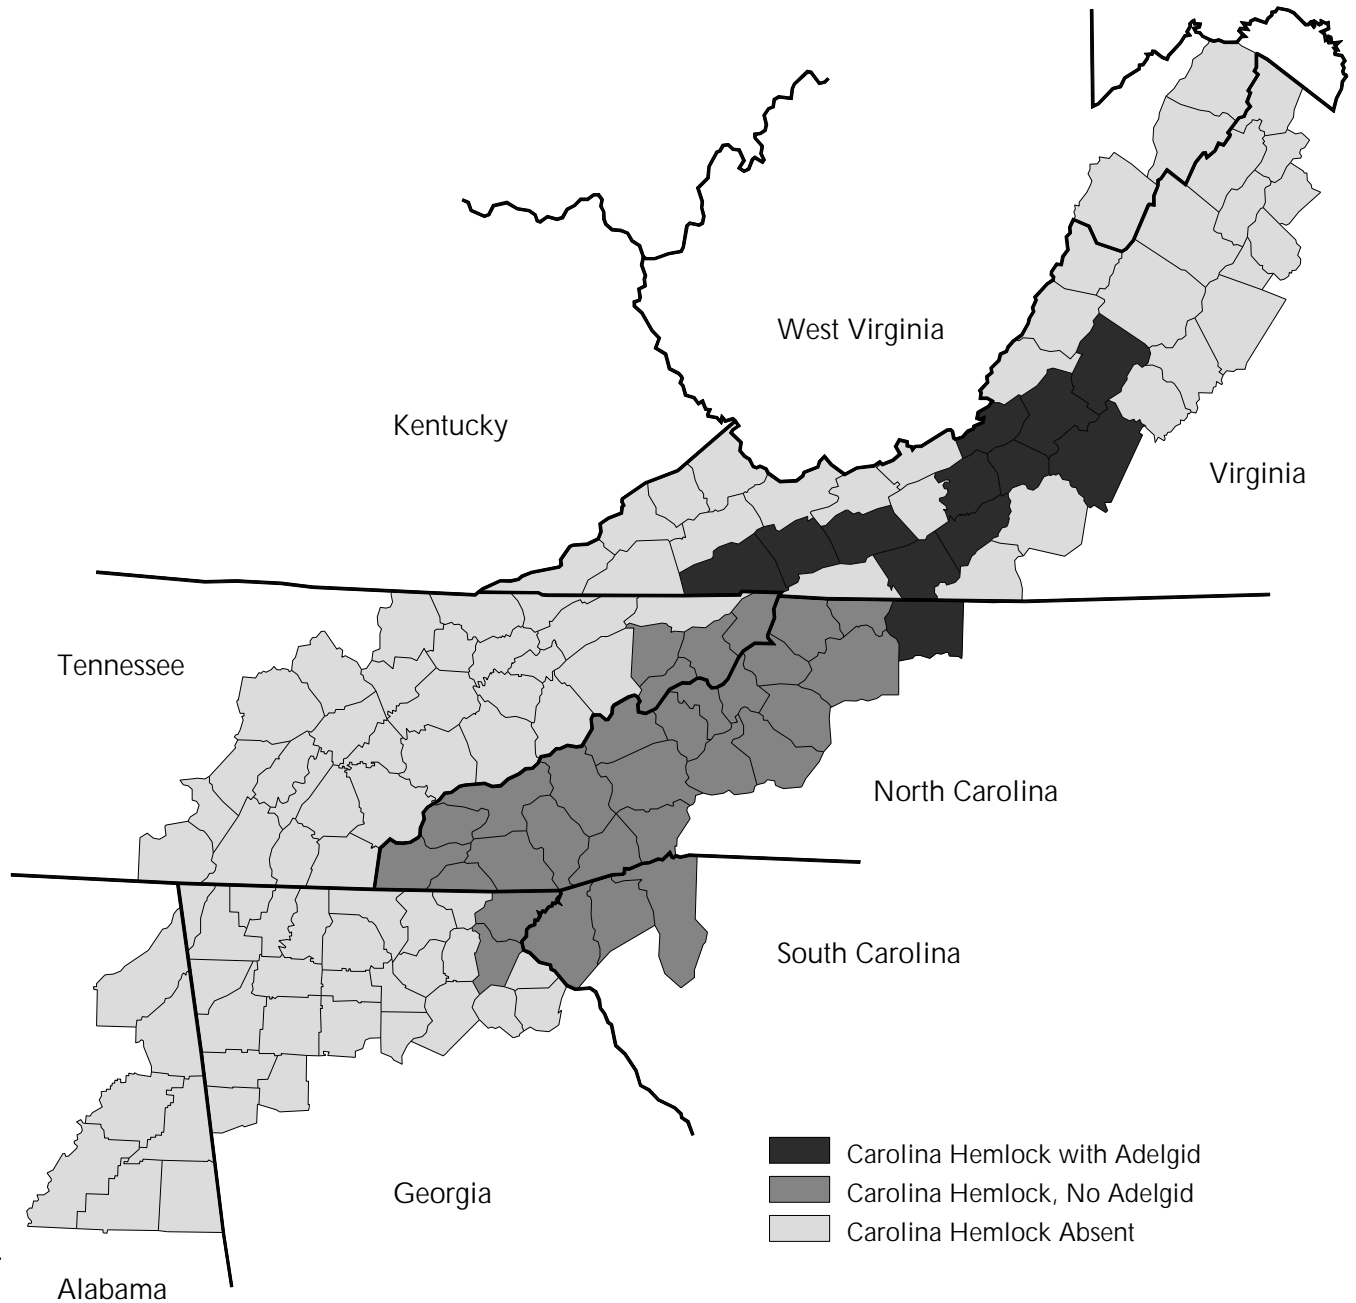 West Virginia
Kentucky
Virginia
Tennessee
North Carolina
South Carolina
Carolina Hemlock with Adelgid
Carolina Hemlock, No Adelgid
Carolina Hemlock Absent
Georgia
Alabama